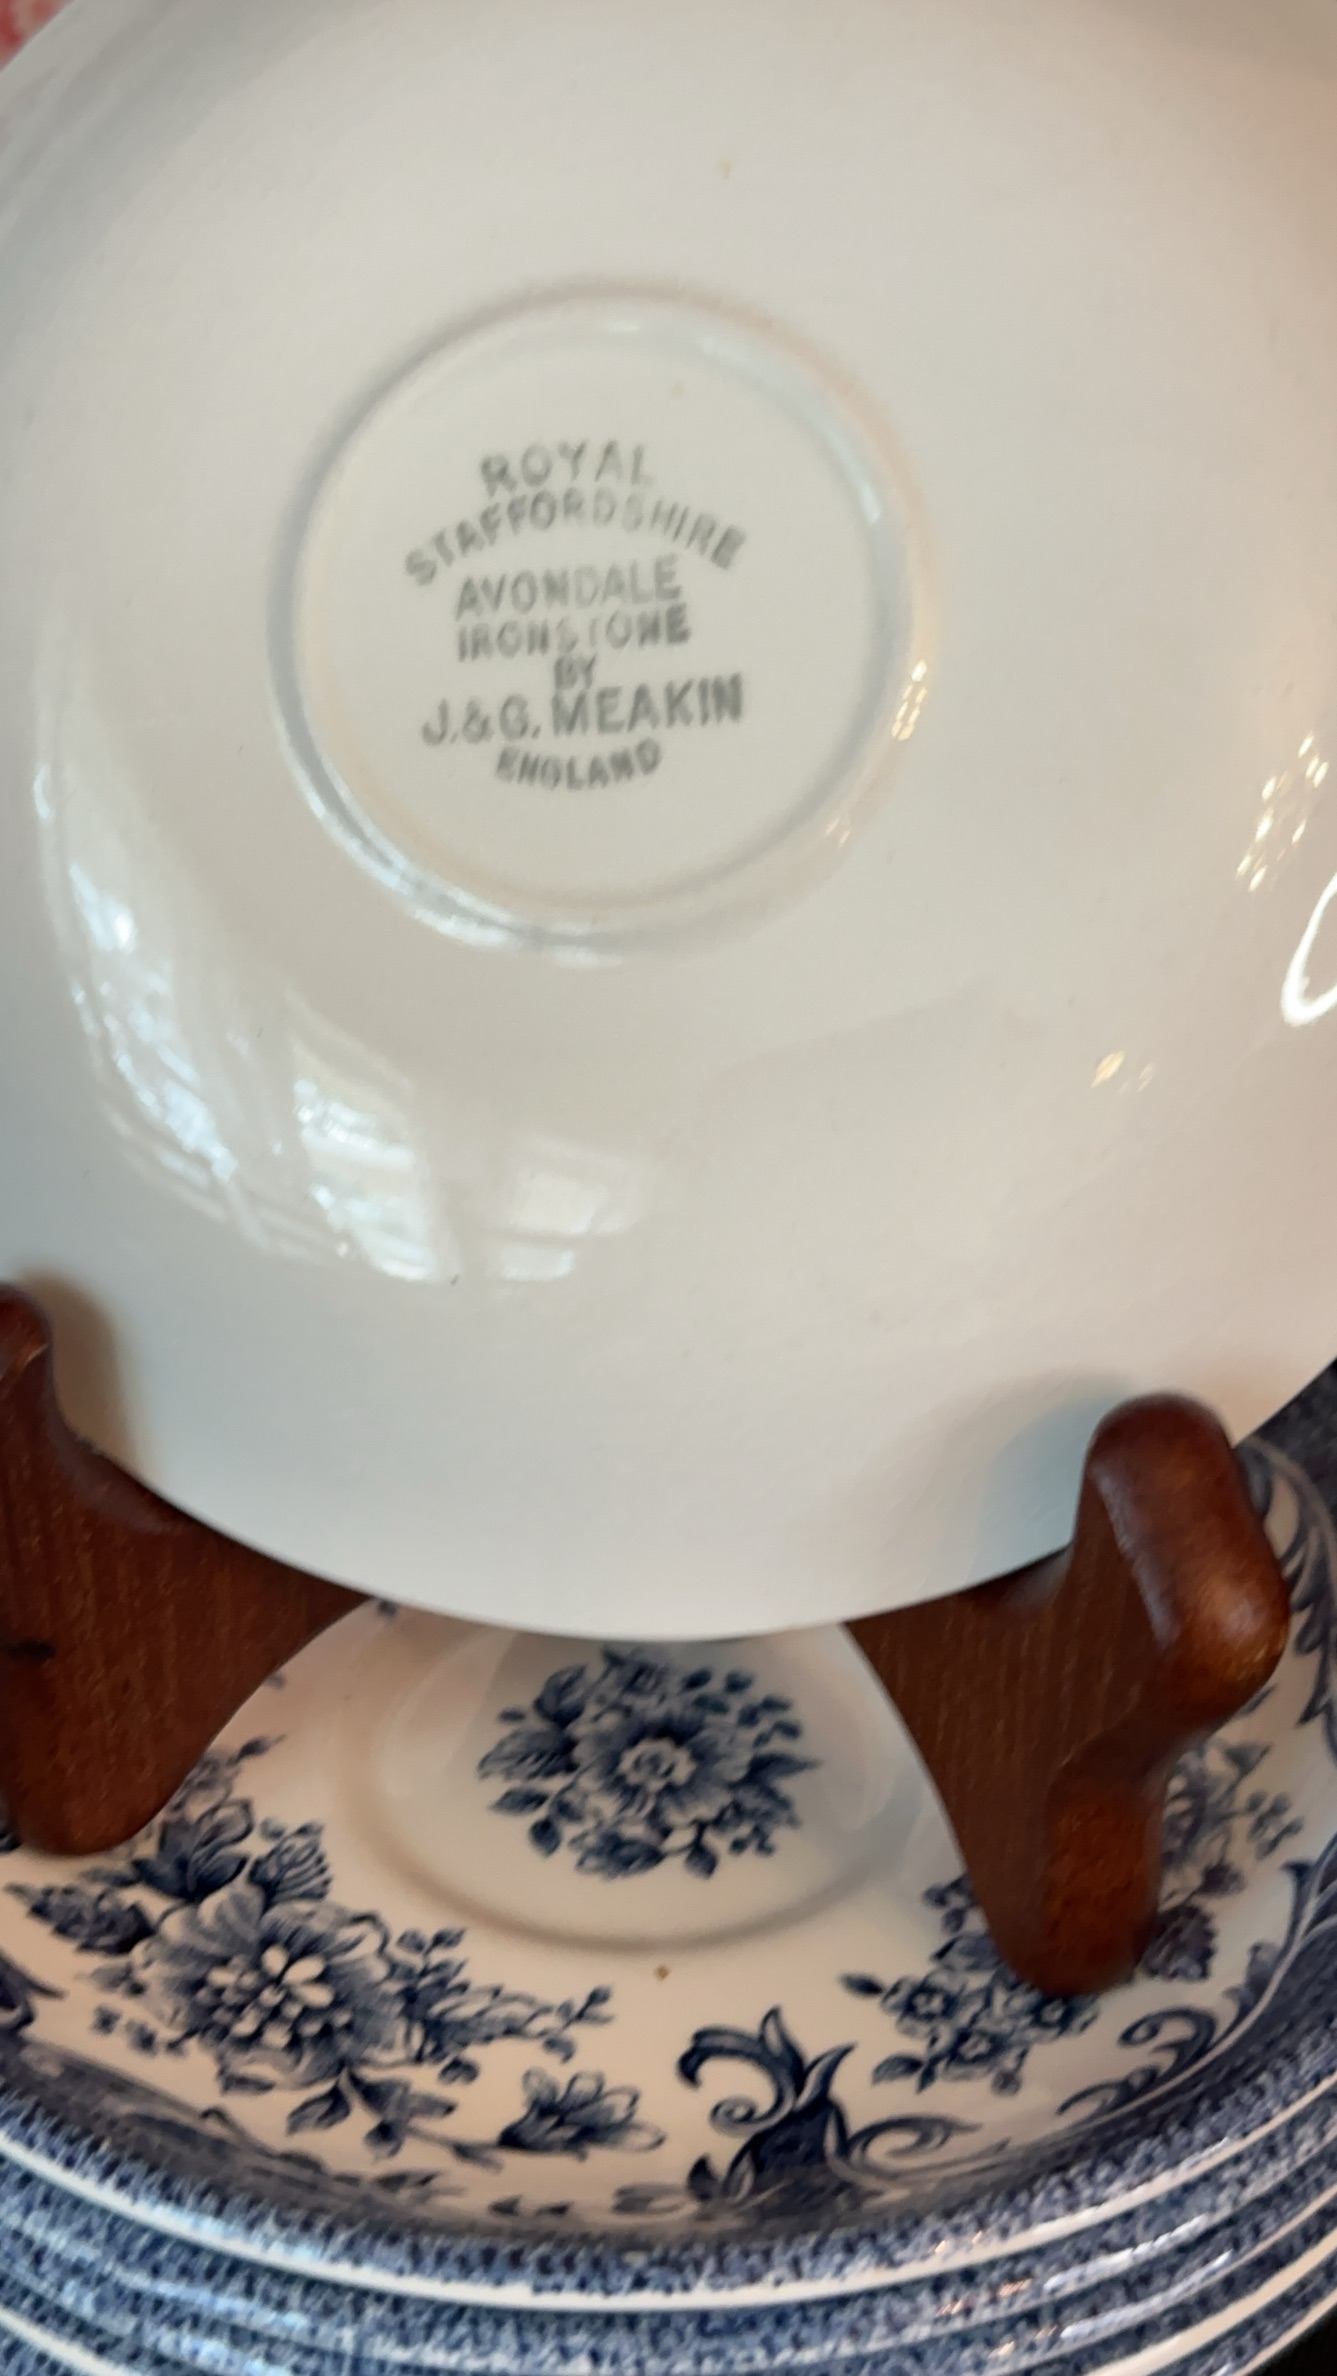 ROYAL
STAFFORDSHIRE
AVONDALE
IRONSTONE
BY
J.&G. MEAKIN
ENGLAND